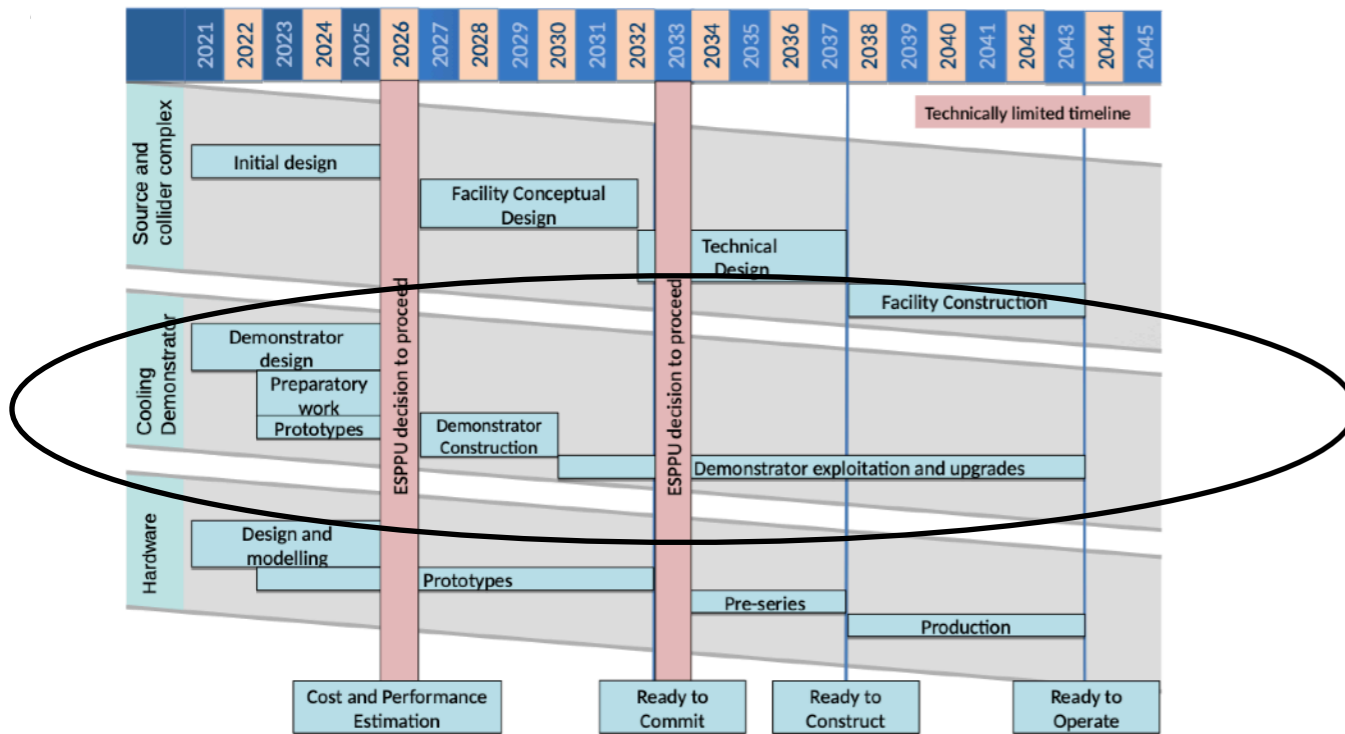 2021 2022 2023 2024 2025 2026 2027 2028 2029 2030 2031 2032 2033 2034 2035 2036 2037 2038 2039 2040 2041 2042 2043 2044 2045
Technically limited timeline
Source and
collider complex
Initial design
Facility Conceptual
Design
Technical
Design
Facility Construction
ESPPU decision to proceed
ESPPU decision to proceed
Cooling
Demonstrator
Demonstrator
design
Preparatory
work
Prototypes
Demonstrator
Construction
Demonstrator exploitation and upgrades
Hardware
Design and
modelling
Prototypes
Pre-series
Production
Cost and Performance
Estimation
Ready to
Commit
Ready to
Construct
Ready to
Operate